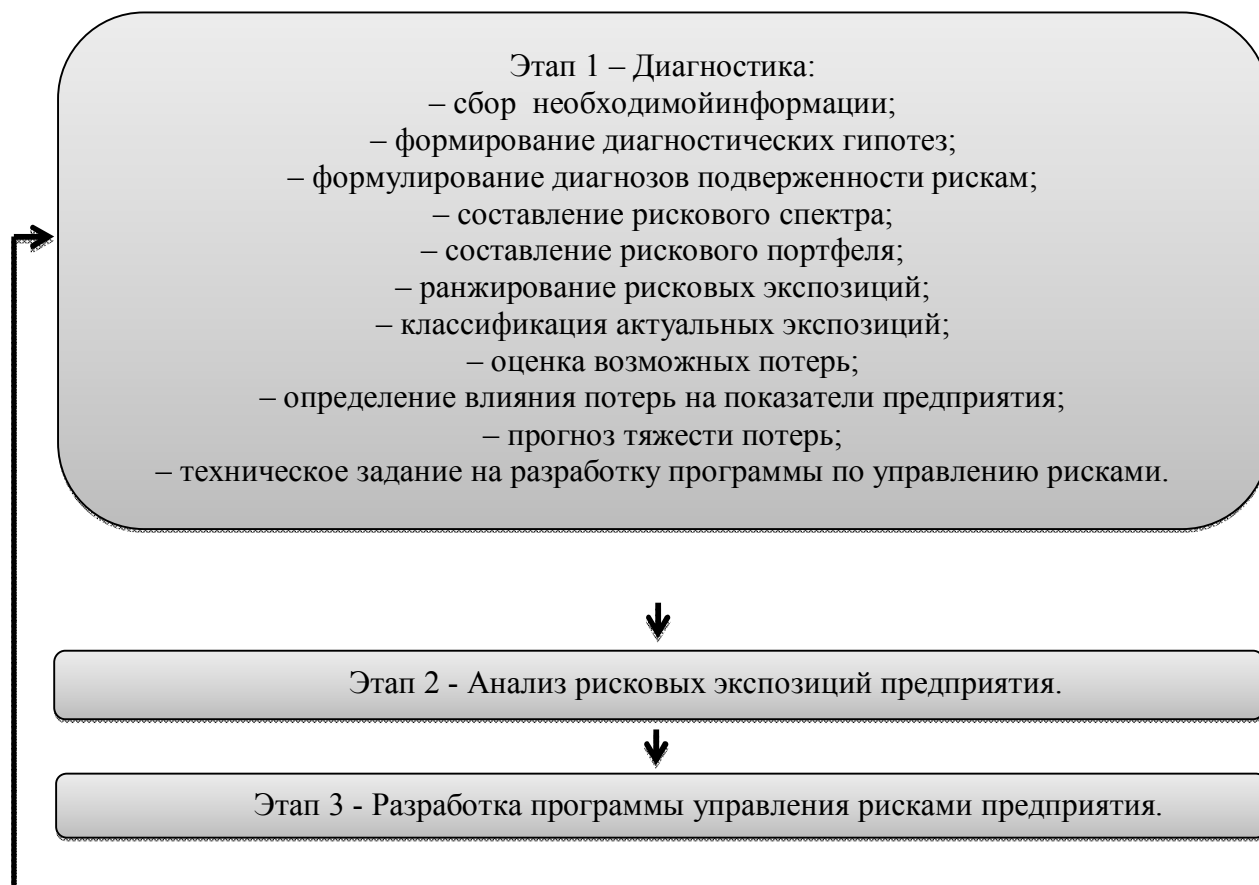 Этап 1 – Диагностика:
– сбор необходимойинформации;
– формирование диагностических гипотез;
– формулирование диагнозов подверженности рискам;
– составление рискового спектра;
– составление рискового портфеля;
– ранжирование рисковых экспозиций;
– классификация актуальных экспозиций;
– оценка возможных потерь;
– определение влияния потерь на показатели предприятия;
– прогноз тяжести потерь;
– техническое задание на разработку программы по управлению рисками.
Этап 2 - Анализ рисковых экспозиций предприятия.
Этап 3 - Разработка программы управления рисками предприятия.